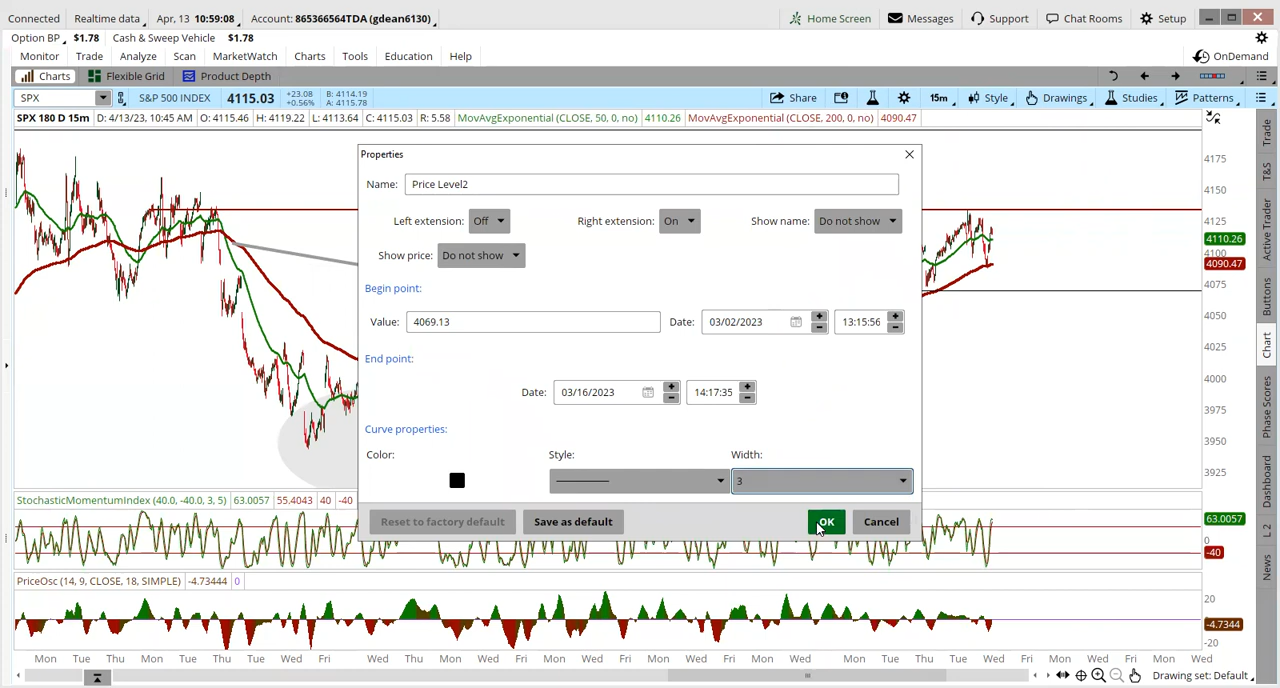 Connected Realtime data Apr, 13 10:59:08 Account: 865366564TDA (gdean6130) Home Screen Messages Support Chat Rooms Setup
Option BP $1.78 Cash & Sweep Vehicle $1.78
Monitor Trade Analyze Scan MarketWatch Charts Tools Education Help OnDemand
Charts Flexible Grid Product Depth
SPX S&P 500 INDEX 4115.03 +23.08 +0.56% B: 4114.19 A: 4115.78 Share 15m Style Drawings Studies Patterns
SPX 180 D 15m D: 4/13/23, 10:45 AM O: 4115.46 H: 4119.22 L: 4113.64 C: 4115.03 R: 5.58 MovAvgExponential (CLOSE, 50, 0, no) 4110.26 MovAvgExponential (CLOSE, 200, 0, no) 4090.47
Properties
Name: Price Level2
Left extension: Off Right extension: On Show name: Do not show
Show price: Do not show
Begin point:
Value: 4069.13 Date: 03/02/2023 13:15:56
End point:
Date: 03/16/2023 14:17:35
Curve properties:
Color: Style: Width:
3
Reset to factory default Save as default OK Cancel
4175
4150
4125
4110.26
4090.47
4075
4050
4025
4000
3975
3950
3925
StochasticMomentumIndex (40.0, -40.0, 3, 5) 63.0057 55.4043 40 -40
63.0057
0
-40
PriceOsc (14, 9, CLOSE, 18, SIMPLE) -4.73444 0
20
-4.7344
-20
Mon Tue Thu Mon Tue Wed Fri Wed Thu Mon Wed Fri Wed Thu Mon Wed Fri Mon Wed Thu Mon Wed Mon Tue Thu Tue Wed Fri Mon Wed Fri Mon Wed
Drawing set: Default
Trade
T&S
Active Trader
Buttons
Chart
Phase Scores
Dashboard
L2
News